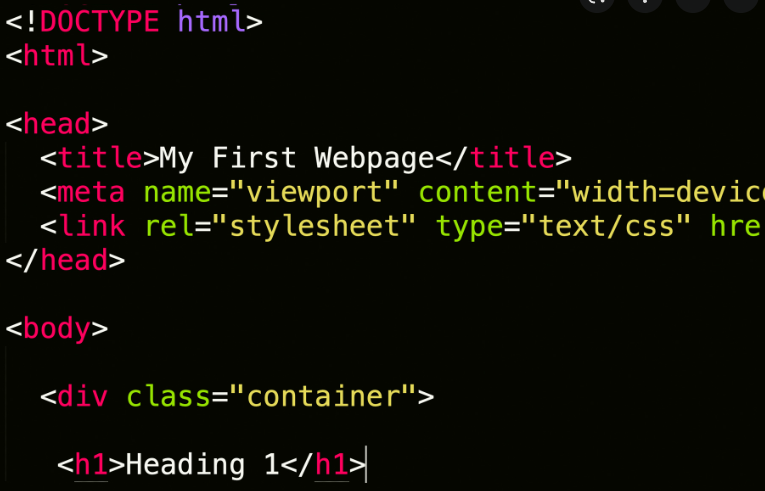 <!DOCTYPE html>
<html>
<head>
<title>My First Webpage</title>
<meta name="viewport" content="width=devic
<link rel="stylesheet" type="text/css" hre
</head>
<body>
<div class="container">
<h1>Heading 1</h1>